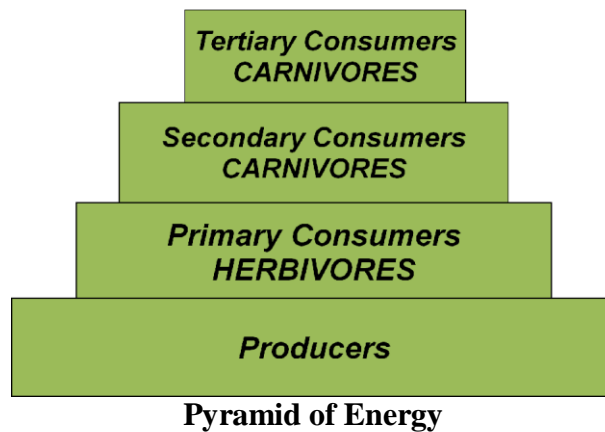 Tertiary Consumers
CARNIVORES
Secondary Consumers
CARNIVORES
Primary Consumers
HERBIVORES
Producers
Pyramid of Energy